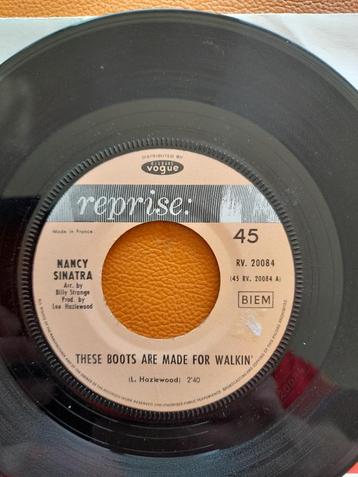 DISTRIBUTED BY
DISQUES
vogue
reprise:
Made in France
45
NANCY
SINATRA
Arr. by
Billy Strange
Prod. by
Lee Hazlewood
RV. 20084
(45 RV. 20084 A)
BIEM
THESE BOOTS ARE MADE FOR WALKIN'
(L. Hazlewood) 2'40